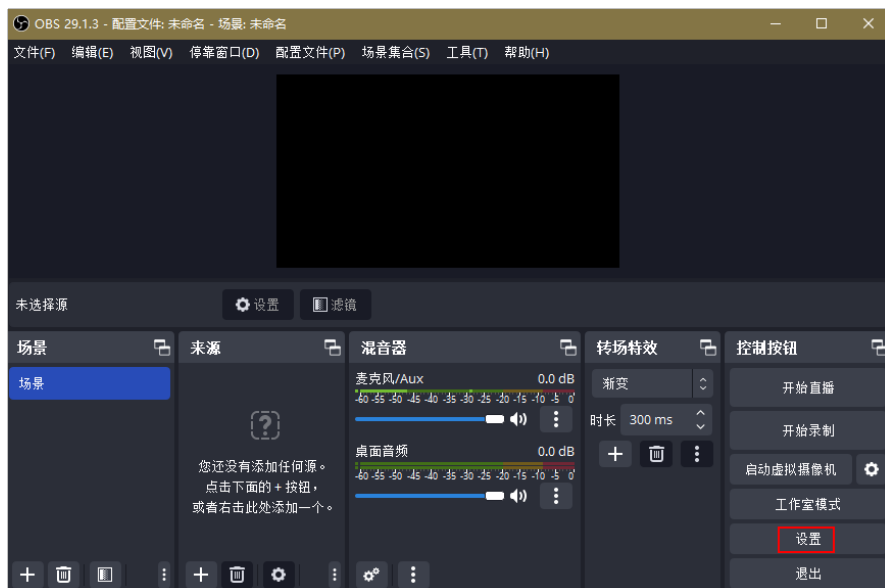 OBS 29.1.3 - 配置文件: 未命名 - 场景: 未命名
文件(F) 编辑(E) 视图(V) 停靠窗口(D) 配置文件(P) 场景集合(S) 工具(T) 帮助(H)
未选择源 设置 滤镜
场景 来源 混音器 转场特效 控制按钮
场景
您还没有添加任何源。
点击下面的 + 按钮，
或者右击此处添加一个。
麦克风/Aux 0.0 dB
-60 -55 -50 -45 -40 -35 -30 -25 -20 -15 -10 -5 0
桌面音频 0.0 dB
-60 -55 -50 -45 -40 -35 -30 -25 -20 -15 -10 -5 0
渐变
时长 300 ms
开始直播
开始录制
启动虚拟摄像机
工作室模式
设置
退出